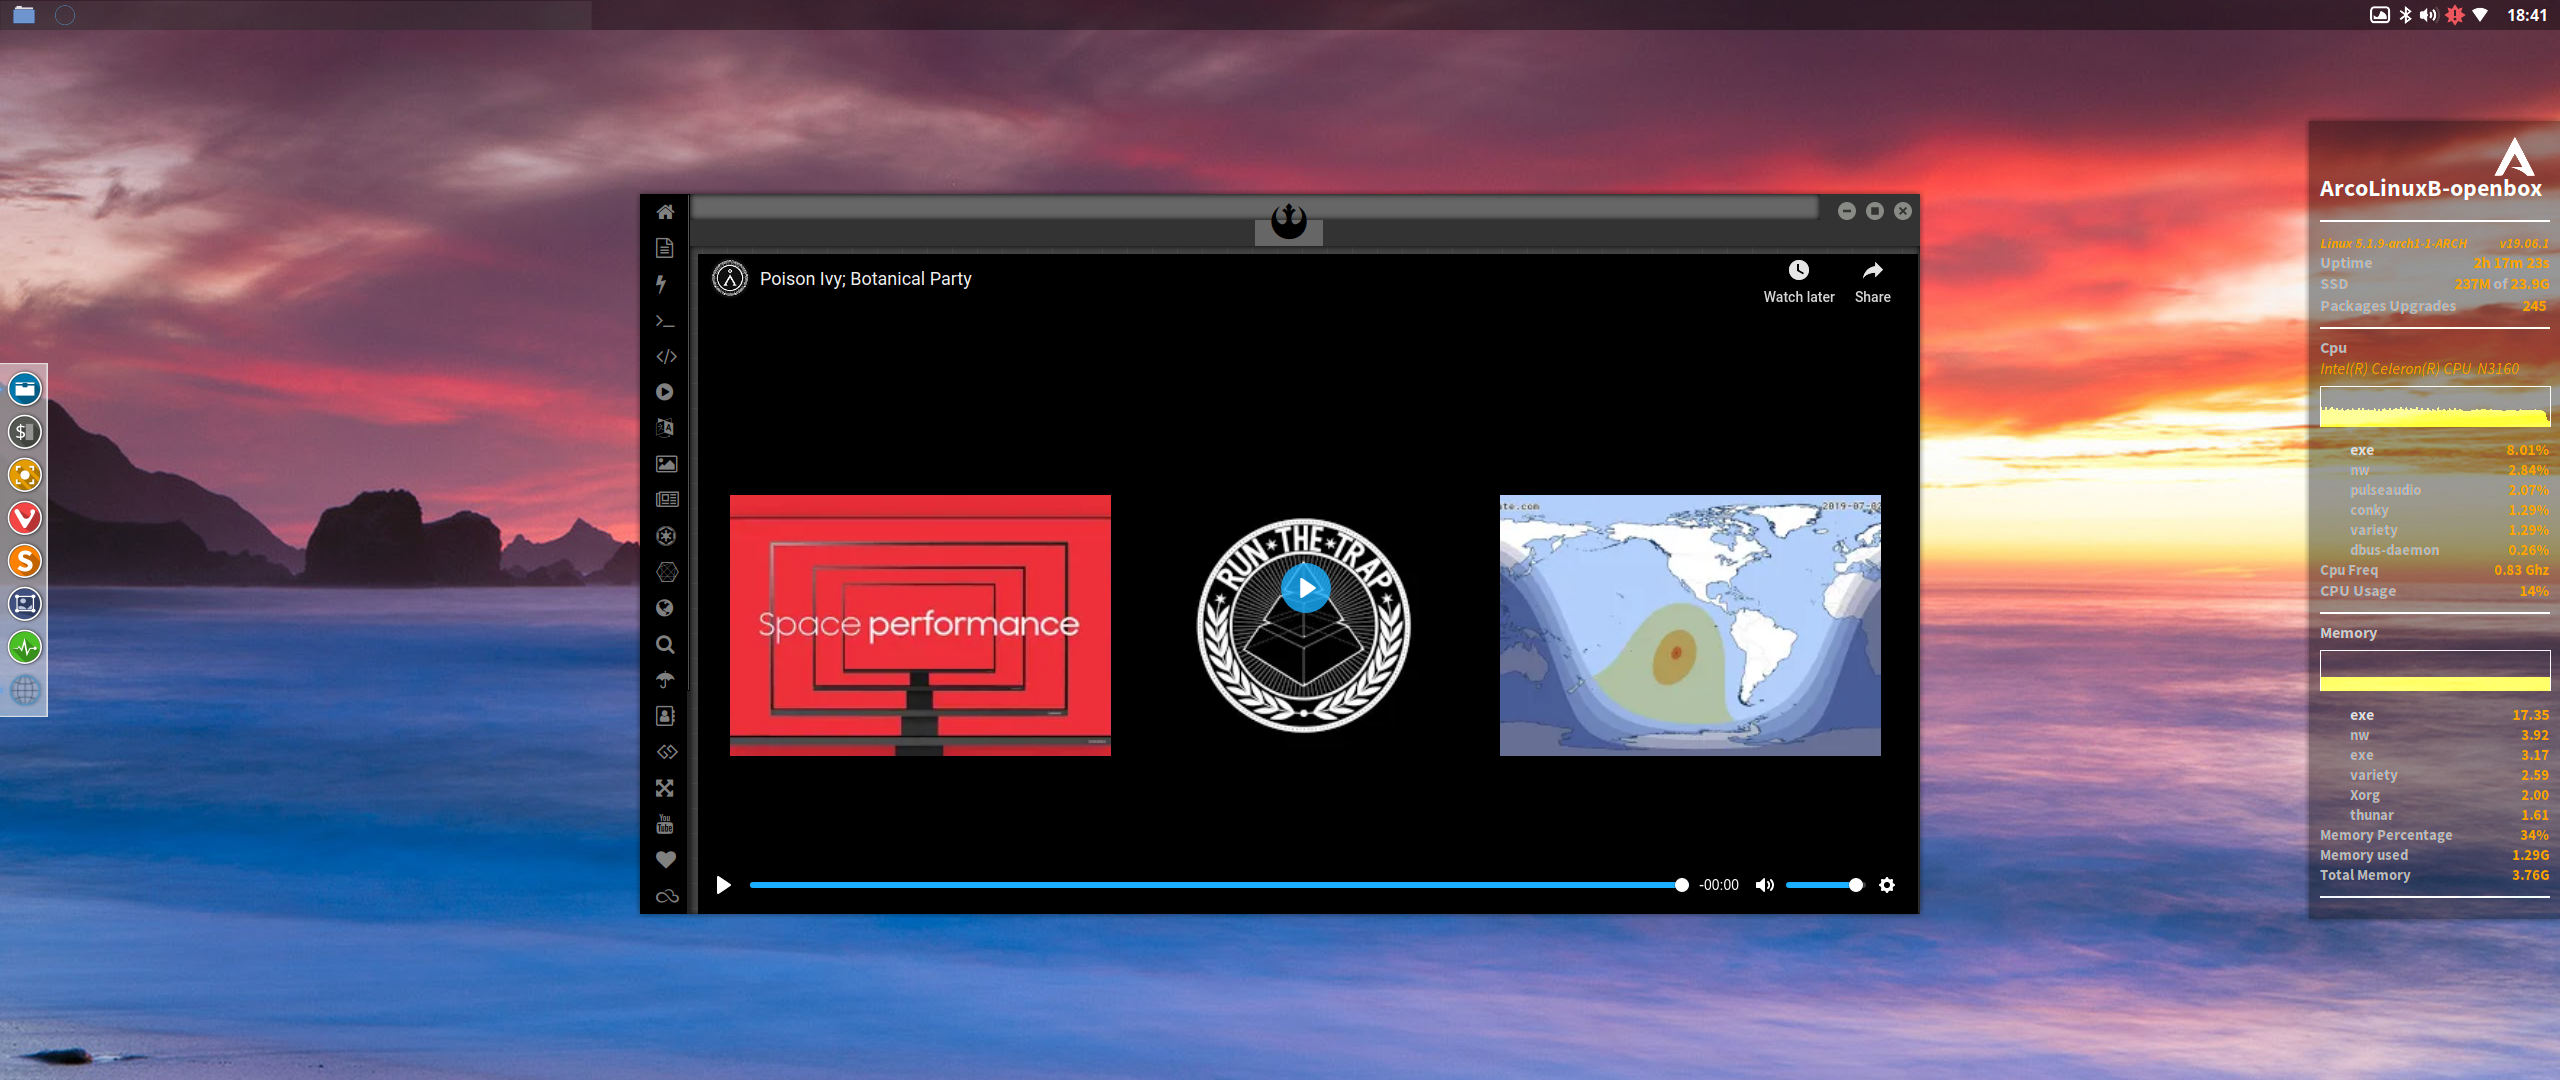 18:41
ArcoLinuxB-openbox
Linux 5.1.9-arch1-1-ARCH v19.06.1
Uptime 2h 17m 23s
SSD 237M of 23.9G
Packages Upgrades 245
Cpu
Intel(R) Celeron(R) CPU N3160
exe 8.01%
nw 2.84%
pulseaudio 2.07%
conky 1.29%
variety 1.29%
dbus-daemon 0.26%
Cpu Freq 0.83 Ghz
CPU Usage 14%
Memory
exe 17.35
nw 3.92
exe 3.17
variety 2.59
Xorg 2.00
thunar 1.61
Memory Percentage 34%
Memory used 1.29G
Total Memory 3.76G
Poison Ivy; Botanical Party
Watch later Share
Space performance
RUN THE TRAP
te.com 2019-07-02
-00:00
You
Tube